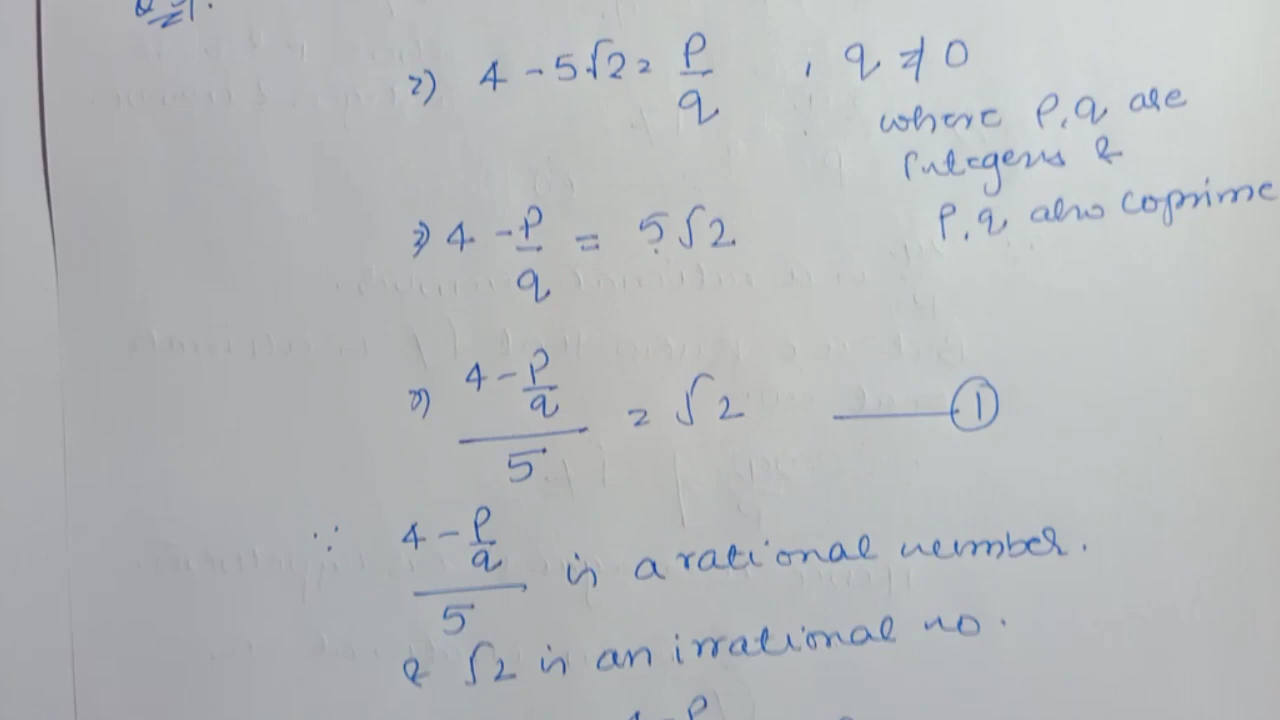 ⇒ 4 - 5√2 = p/q , q ≠ 0
where p, q are
integers &
p, q also coprime
⇒ 4 - p/q = 5√2
⇒ (4 - p/q)/5 = √2 —— ①
∵ (4 - p/q)/5 is a rational number.
& √2 is an irrational no.